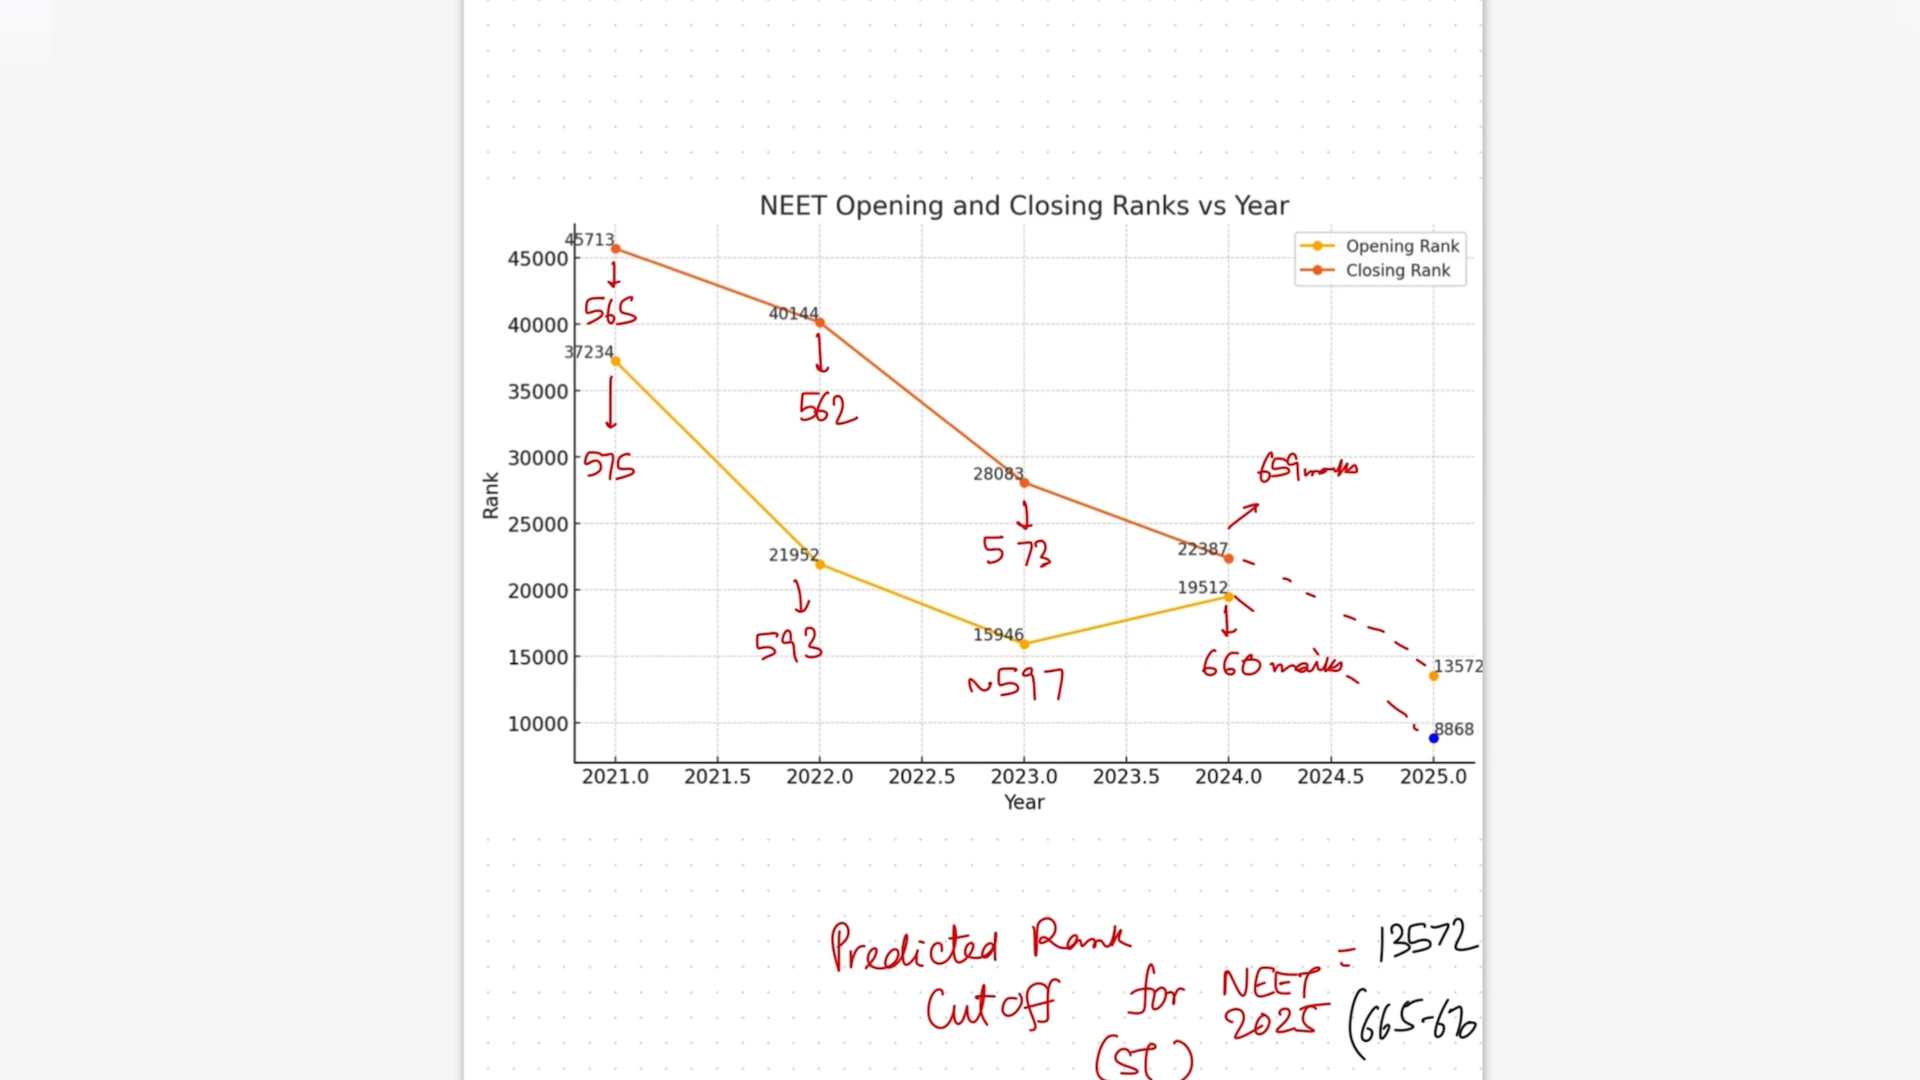 NEET Opening and Closing Ranks vs Year
45713
45000
Opening Rank
Closing Rank
565
40144
40000
37234
35000
562
575
30000
28083
659 marks
Rank
25000
573
22387
21952
20000
19512
593
15946
15000
660 marks
13572
~597
10000
8868
2021.0 2021.5 2022.0 2022.5 2023.0 2023.5 2024.0 2024.5 2025.0
Year
Predicted Rank = 13572
Cutoff for NEET
2025 (665-670
(ST)